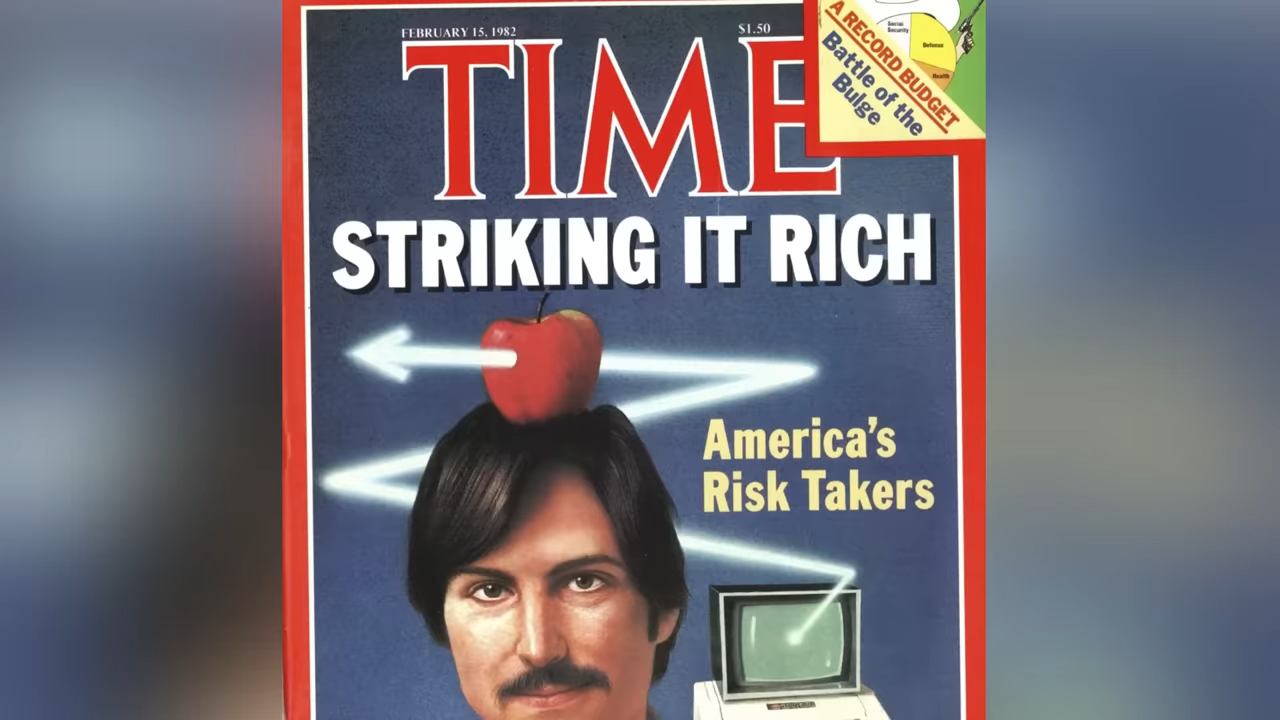 FEBRUARY 15, 1982
$1.50
TIME
Social
Security
Defense
Health
A RECORD BUDGET
Battle of the
Bulge
STRIKING IT RICH
America's
Risk Takers